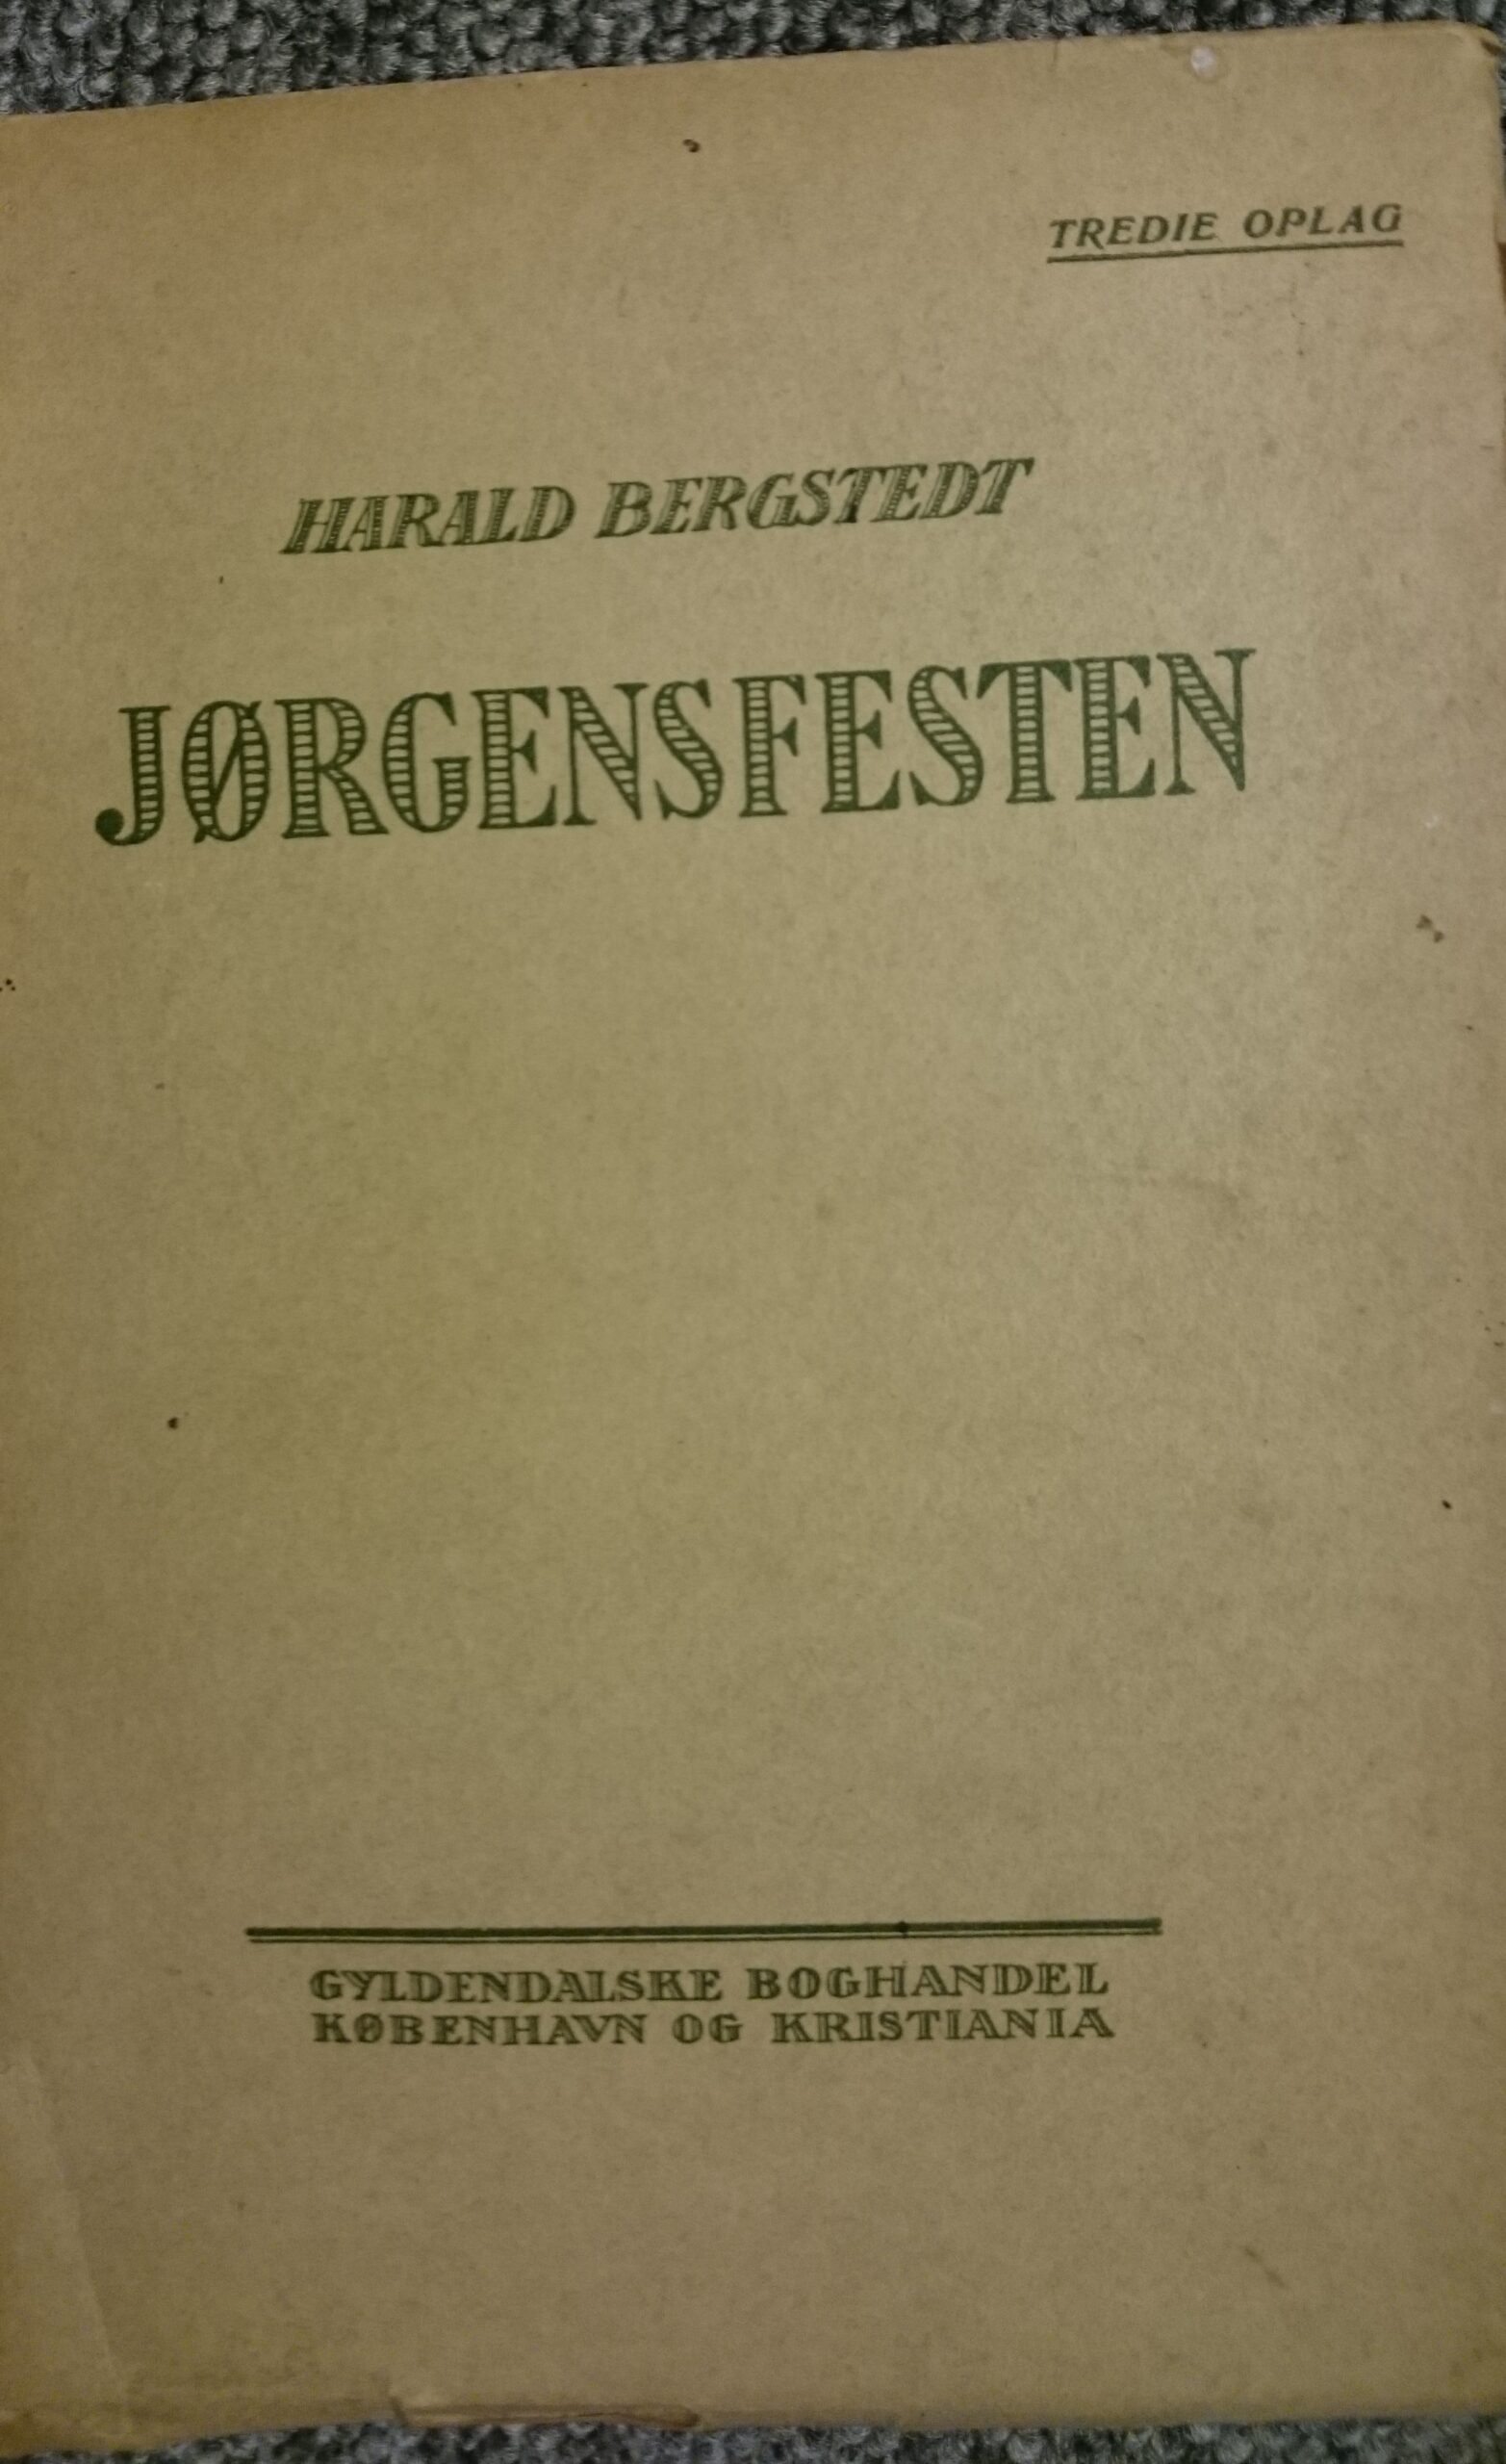 TREDIE OPLAG
HARALD BERGSTEDT
JØRGENSFESTEN
GYLDENDALSKE BOGHANDEL
KØBENHAVN OG KRISTIANIA